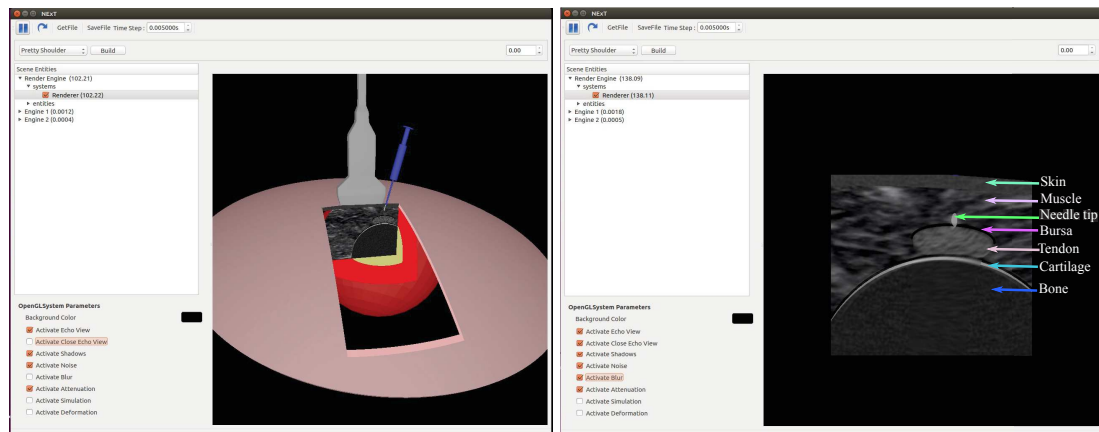 NExT
GetFile SaveFile Time Step : 0.005000s
Pretty Shoulder Build 0.00
Scene Entities
Render Engine (102.21)
systems
Renderer (102.22)
entities
Engine 1 (0.0012)
Engine 2 (0.0004)
OpenGLSystem Parameters
Background Color
Activate Echo View
Activate Close Echo View
Activate Shadows
Activate Noise
Activate Blur
Activate Attenuation
Activate Simulation
Activate Deformation
NExT
GetFile SaveFile Time Step : 0.005000s
Pretty Shoulder Build 0.00
Scene Entities
Render Engine (138.09)
systems
Renderer (138.11)
entities
Engine 1 (0.0018)
Engine 2 (0.0005)
Skin
Muscle
Needle tip
Bursa
Tendon
Cartilage
Bone
OpenGLSystem Parameters
Background Color
Activate Echo View
Activate Close Echo View
Activate Shadows
Activate Noise
Activate Blur
Activate Attenuation
Activate Simulation
Activate Deformation